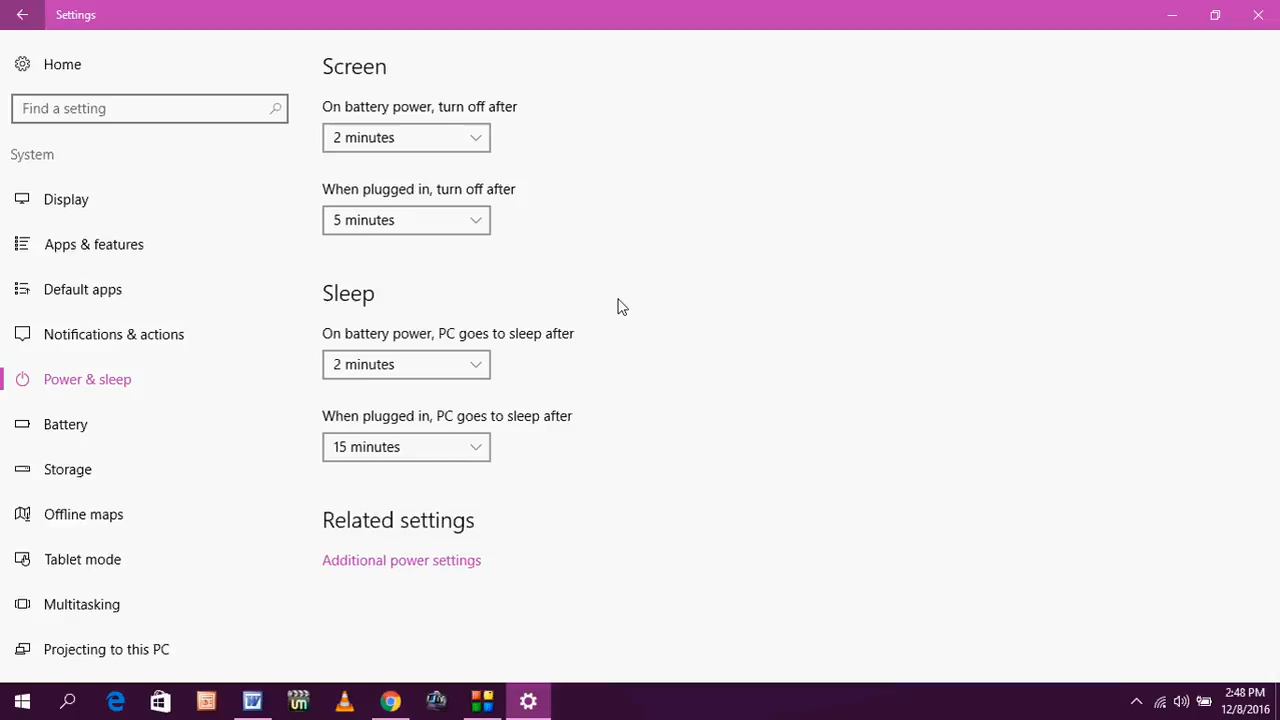 Settings
Home
Find a setting
System
Display
Apps & features
Default apps
Notifications & actions
Power & sleep
Battery
Storage
Offline maps
Tablet mode
Multitasking
Projecting to this PC
Screen
On battery power, turn off after
2 minutes
When plugged in, turn off after
5 minutes
Sleep
On battery power, PC goes to sleep after
2 minutes
When plugged in, PC goes to sleep after
15 minutes
Related settings
Additional power settings
2:48 PM
12/8/2016